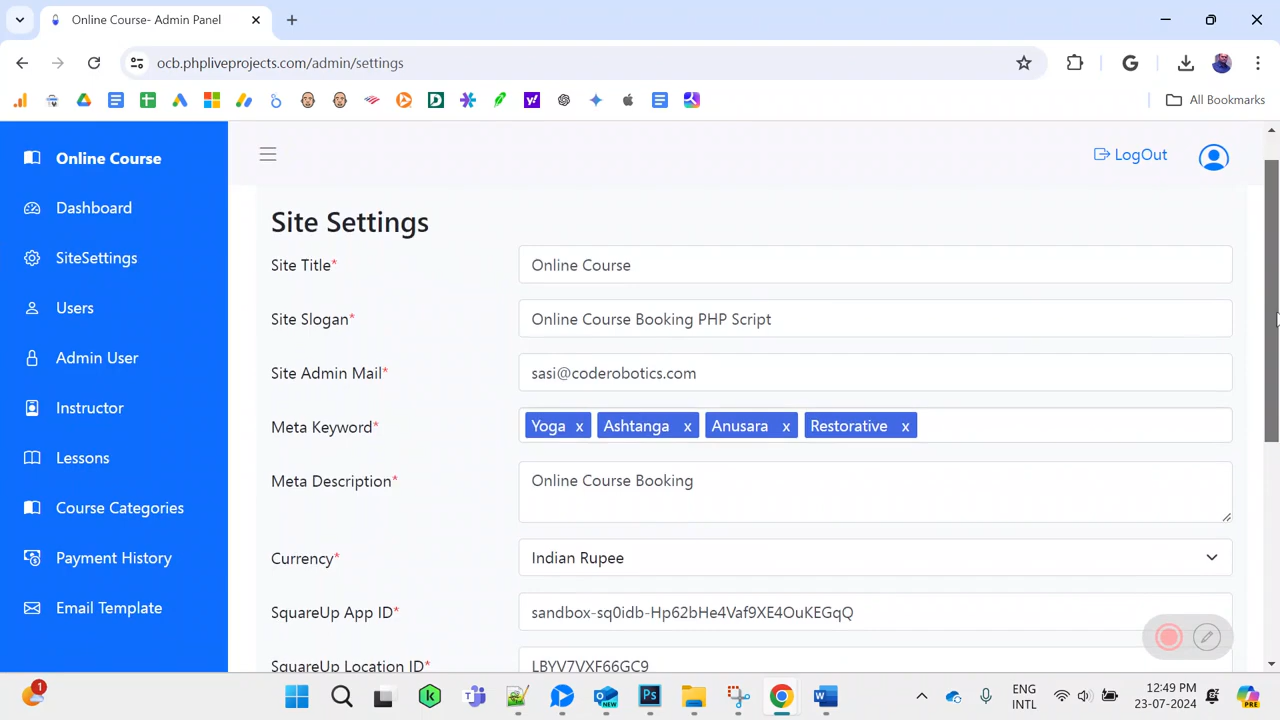 Online Course- Admin Panel
ocb.phpliveprojects.com/admin/settings
All Bookmarks
Online Course
LogOut
Dashboard
SiteSettings
Users
Admin User
Instructor
Lessons
Course Categories
Payment History
Email Template
Site Settings
Site Title* Online Course
Site Slogan* Online Course Booking PHP Script
Site Admin Mail* sasi@coderobotics.com
Meta Keyword* Yoga x Ashtanga x Anusara x Restorative x
Meta Description* Online Course Booking
Currency* Indian Rupee
SquareUp App ID* sandbox-sq0idb-Hp62bHe4Vaf9XE4OuKEGqQ
SquareUp Location ID* LBYV7VXF66GC9
1
NEW
Ps
W
ENG
INTL
12:49 PM
23-07-2024
PRE